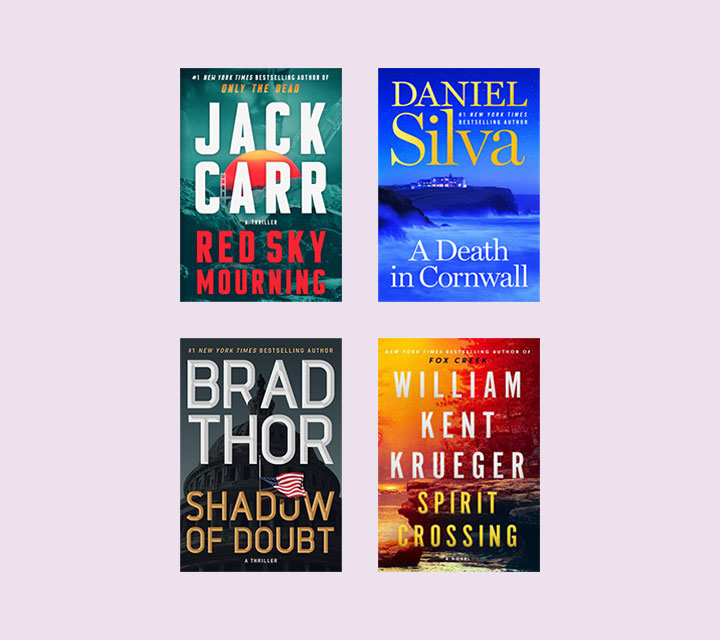 #1 NEW YORK TIMES BESTSELLING AUTHOR OF
ONLY THE DEAD
JACK
CARR
A THRILLER
RED SKY
MOURNING
DANIEL
#1 NEW YORK TIMES
BESTSELLING AUTHOR
Silva
A Death
in Cornwall
#1 NEW YORK TIMES BESTSELLING AUTHOR
BRAD
THOR
SHADOW
OF DOUBT
A THRILLER
NEW YORK TIMES BESTSELLING AUTHOR OF
FOX CREEK
WILLIAM
KENT
KRUEGER
SPIRIT
CROSSING
A NOVEL